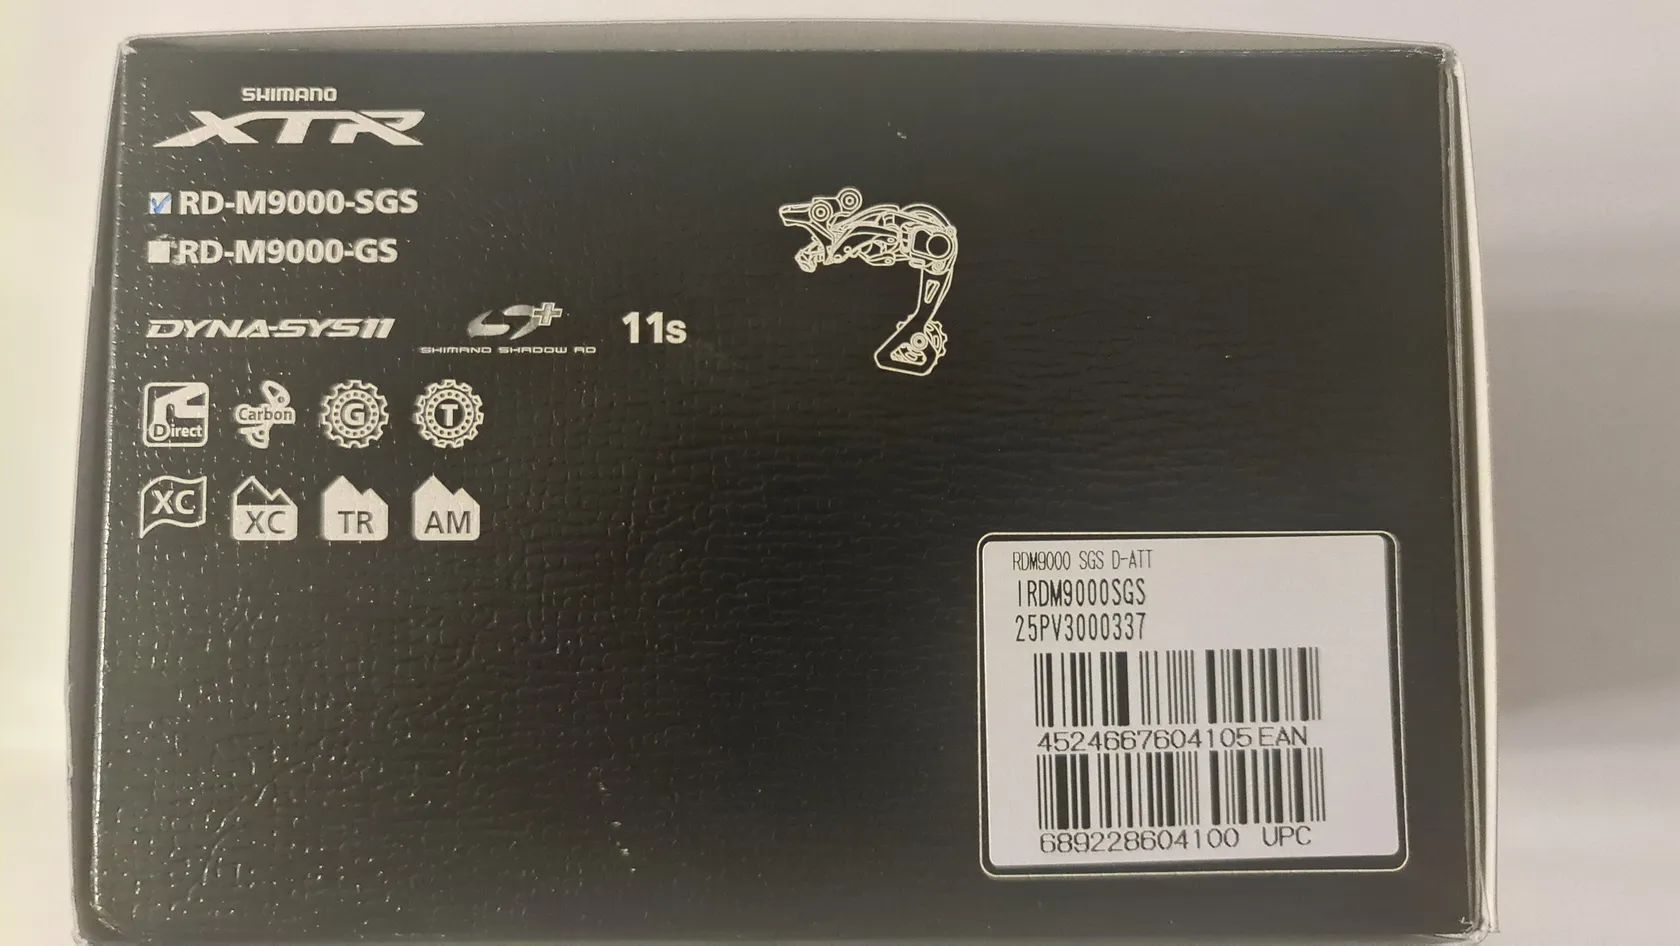 SHIMANO
XTR
RD-M9000-SGS
RD-M9000-GS
DYNA-SYS11
SHIMANO SHADOW RD
11s
Direct
Carbon
G
T
XC
XC
TR
AM
RDM9000 SGS D-ATT
IRDM9000SGS
25PV3000337
4524667604105 EAN
689228604100 UPC